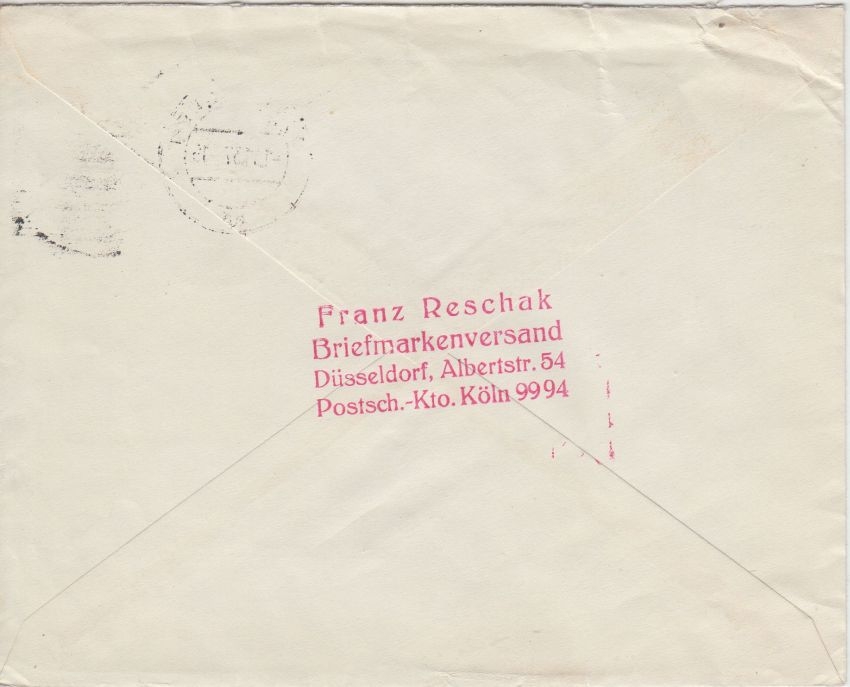 Franz Reschak
Briefmarkenversand
Düsseldorf, Albertstr. 54
Postsch.-Kto. Köln 9994